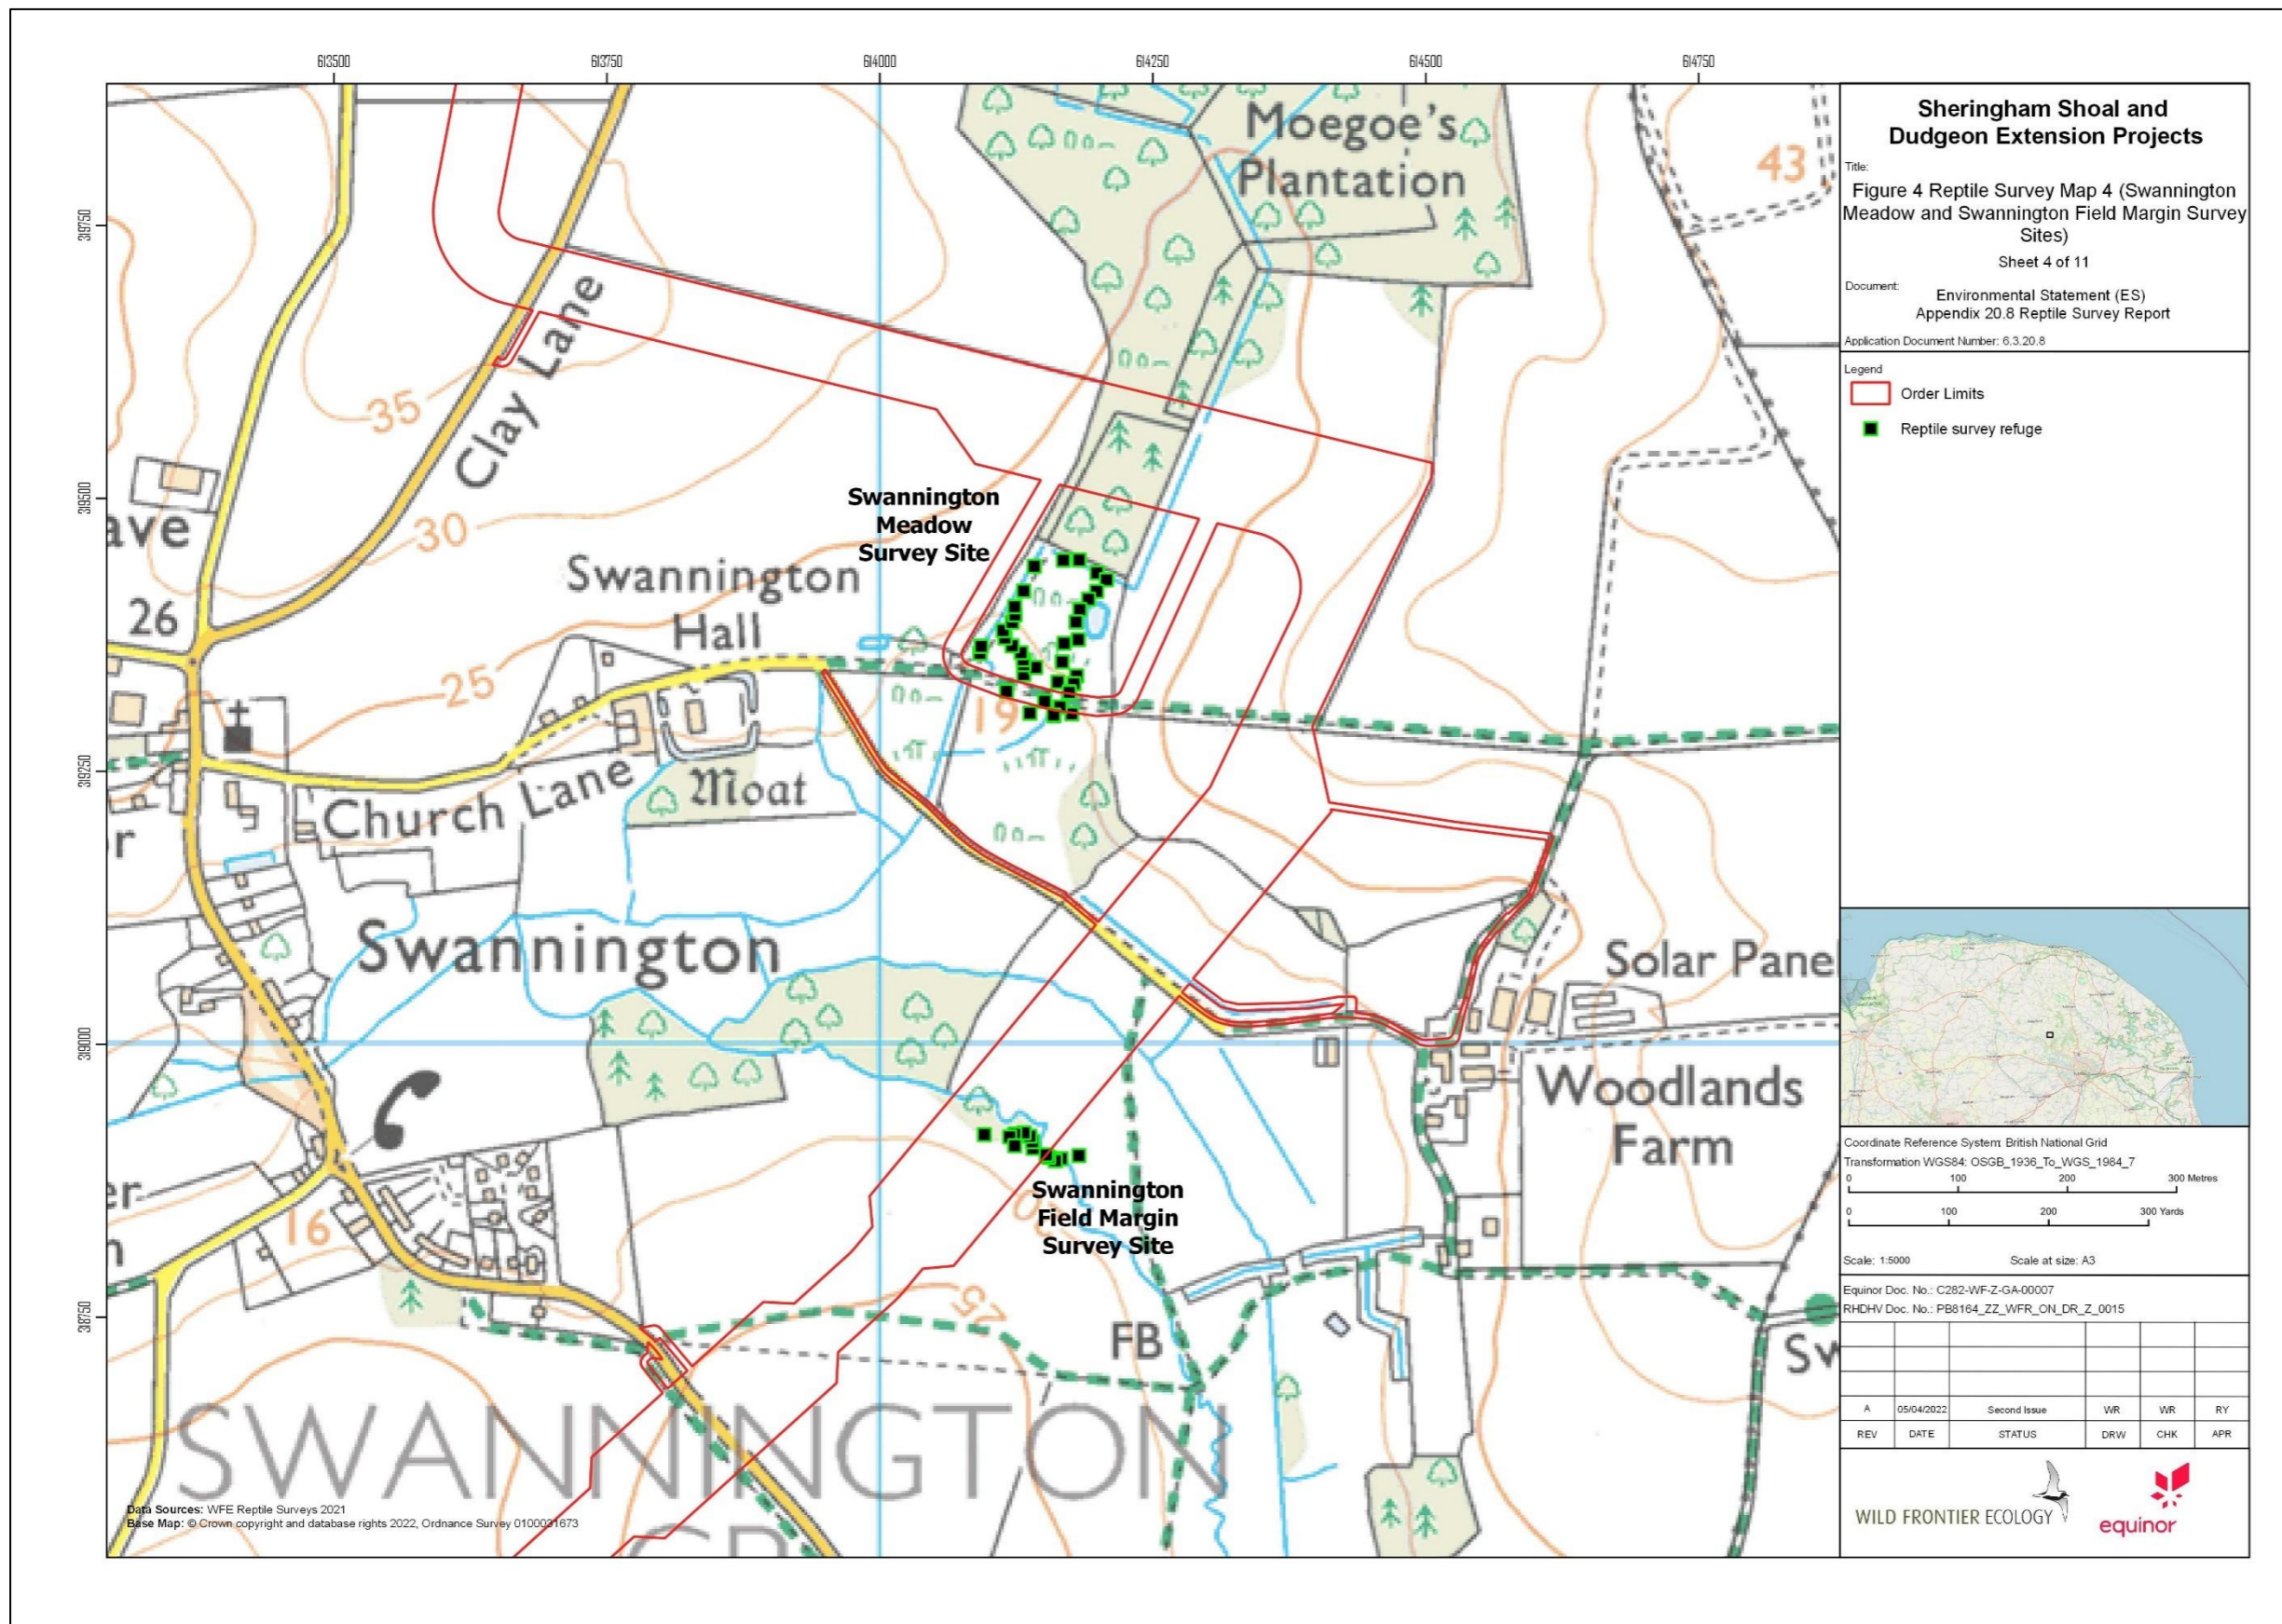 613500
613750
614000
614250
614500
614750
319750
319500
319250
319000
318750
Moegoe's
Plantation
43
Clay Lane
35
30
ave
26
25
Swannington
Meadow
Survey Site
Swannington
Hall
19
Church Lane
Moat
r
Swannington
Solar Pane
Woodlands
Farm
Swannington
Field Margin
Survey Site
20
er
16
25
FB
Sw
SWANNINGTON
CP
Data Sources: WFE Reptile Surveys 2021
Base Map: © Crown copyright and database rights 2022, Ordnance Survey 0100031673
Sheringham Shoal and
Dudgeon Extension Projects
Title:
Figure 4 Reptile Survey Map 4 (Swannington
Meadow and Swannington Field Margin Survey
Sites)
Sheet 4 of 11
Document:
Environmental Statement (ES)
Appendix 20.8 Reptile Survey Report
Application Document Number: 6.3.20.8
Legend
Order Limits
Reptile survey refuge
Coordinate Reference System: British National Grid
Transformation WGS84: OSGB_1936_To_WGS_1984_7
0 100 200 300 Metres
0 100 200 300 Yards
Scale: 1:5000 Scale at size: A3
Equinor Doc. No.: C282-WF-Z-GA-00007
RHDHV Doc. No.: PB8164_ZZ_WFR_ON_DR_Z_0015
A 05/04/2022 Second Issue WR WR RY
REV DATE STATUS DRW CHK APR
WILD FRONTIER ECOLOGY
equinor